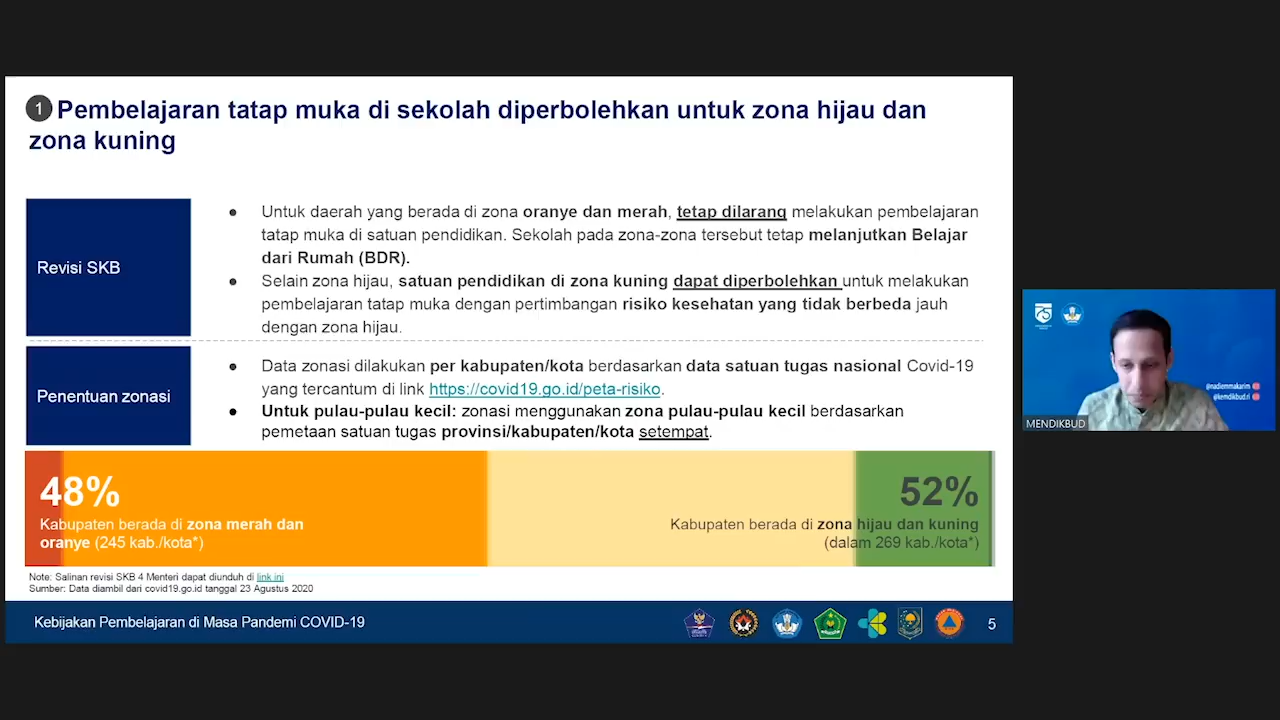 1 Pembelajaran tatap muka di sekolah diperbolehkan untuk zona hijau dan
zona kuning
Revisi SKB
● Untuk daerah yang berada di zona oranye dan merah, tetap dilarang melakukan pembelajaran
tatap muka di satuan pendidikan. Sekolah pada zona-zona tersebut tetap melanjutkan Belajar
dari Rumah (BDR).
● Selain zona hijau, satuan pendidikan di zona kuning dapat diperbolehkan untuk melakukan
pembelajaran tatap muka dengan pertimbangan risiko kesehatan yang tidak berbeda jauh
dengan zona hijau.
Penentuan zonasi
● Data zonasi dilakukan per kabupaten/kota berdasarkan data satuan tugas nasional Covid-19
yang tercantum di link https://covid19.go.id/peta-risiko.
● Untuk pulau-pulau kecil: zonasi menggunakan zona pulau-pulau kecil berdasarkan
pemetaan satuan tugas provinsi/kabupaten/kota setempat.
48%
Kabupaten berada di zona merah dan
oranye (245 kab./kota*)
52%
Kabupaten berada di zona hijau dan kuning
(dalam 269 kab./kota*)
Note: Salinan revisi SKB 4 Menteri dapat diunduh di link ini
Sumber: Data diambil dari covid19.go.id tanggal 23 Agustus 2020
Kebijakan Pembelajaran di Masa Pandemi COVID-19
5
75
@nadiemmakarim
@kemdikbud.ri
MENDIKBUD